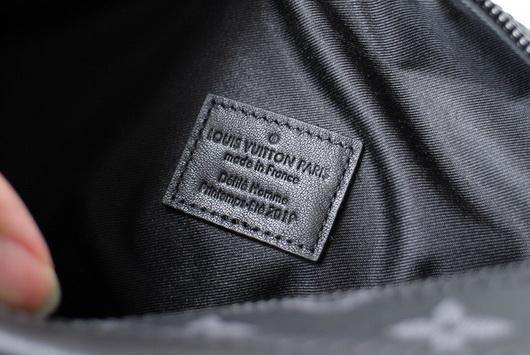 LOUIS VUITTON PARIS
made in France
Défilé Homme
Printemps-Eté 2019